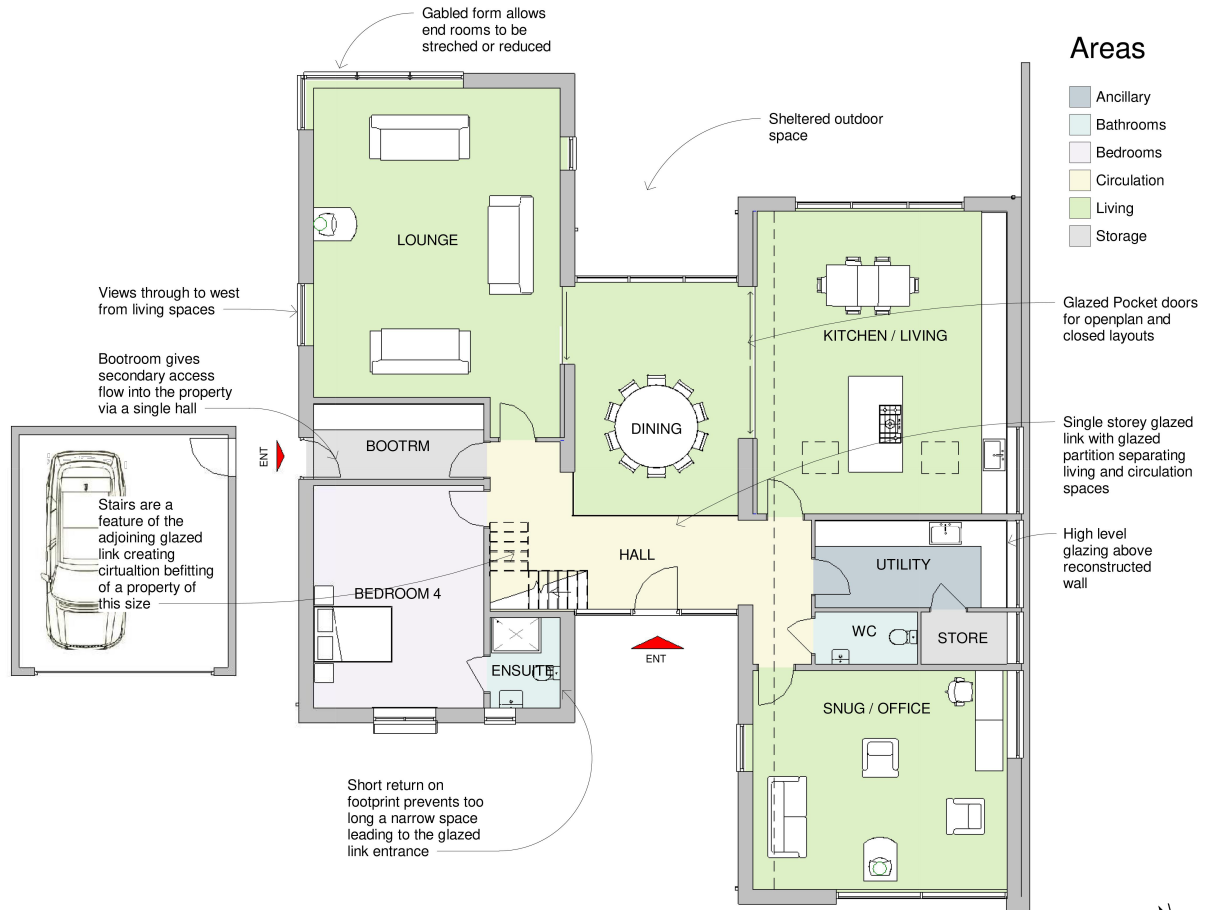 Gabled form allows
end rooms to be
streched or reduced
Areas
Ancillary
Bathrooms
Bedrooms
Circulation
Living
Storage
Sheltered outdoor
space
LOUNGE
Views through to west
from living spaces
Glazed Pocket doors
for openplan and
closed layouts
KITCHEN / LIVING
Bootroom gives
secondary access
flow into the property
via a single hall
DINING
Single storey glazed
link with glazed
partition separating
living and circulation
spaces
BOOTRM
ENT
Stairs are a
feature of the
adjoining glazed
link creating
cirtualtion befitting
of a property of
this size
HALL
High level
glazing above
reconstructed
wall
UTILITY
BEDROOM 4
WC
STORE
ENT
ENSUITE
SNUG / OFFICE
Short return on
footprint prevents too
long a narrow space
leading to the glazed
link entrance